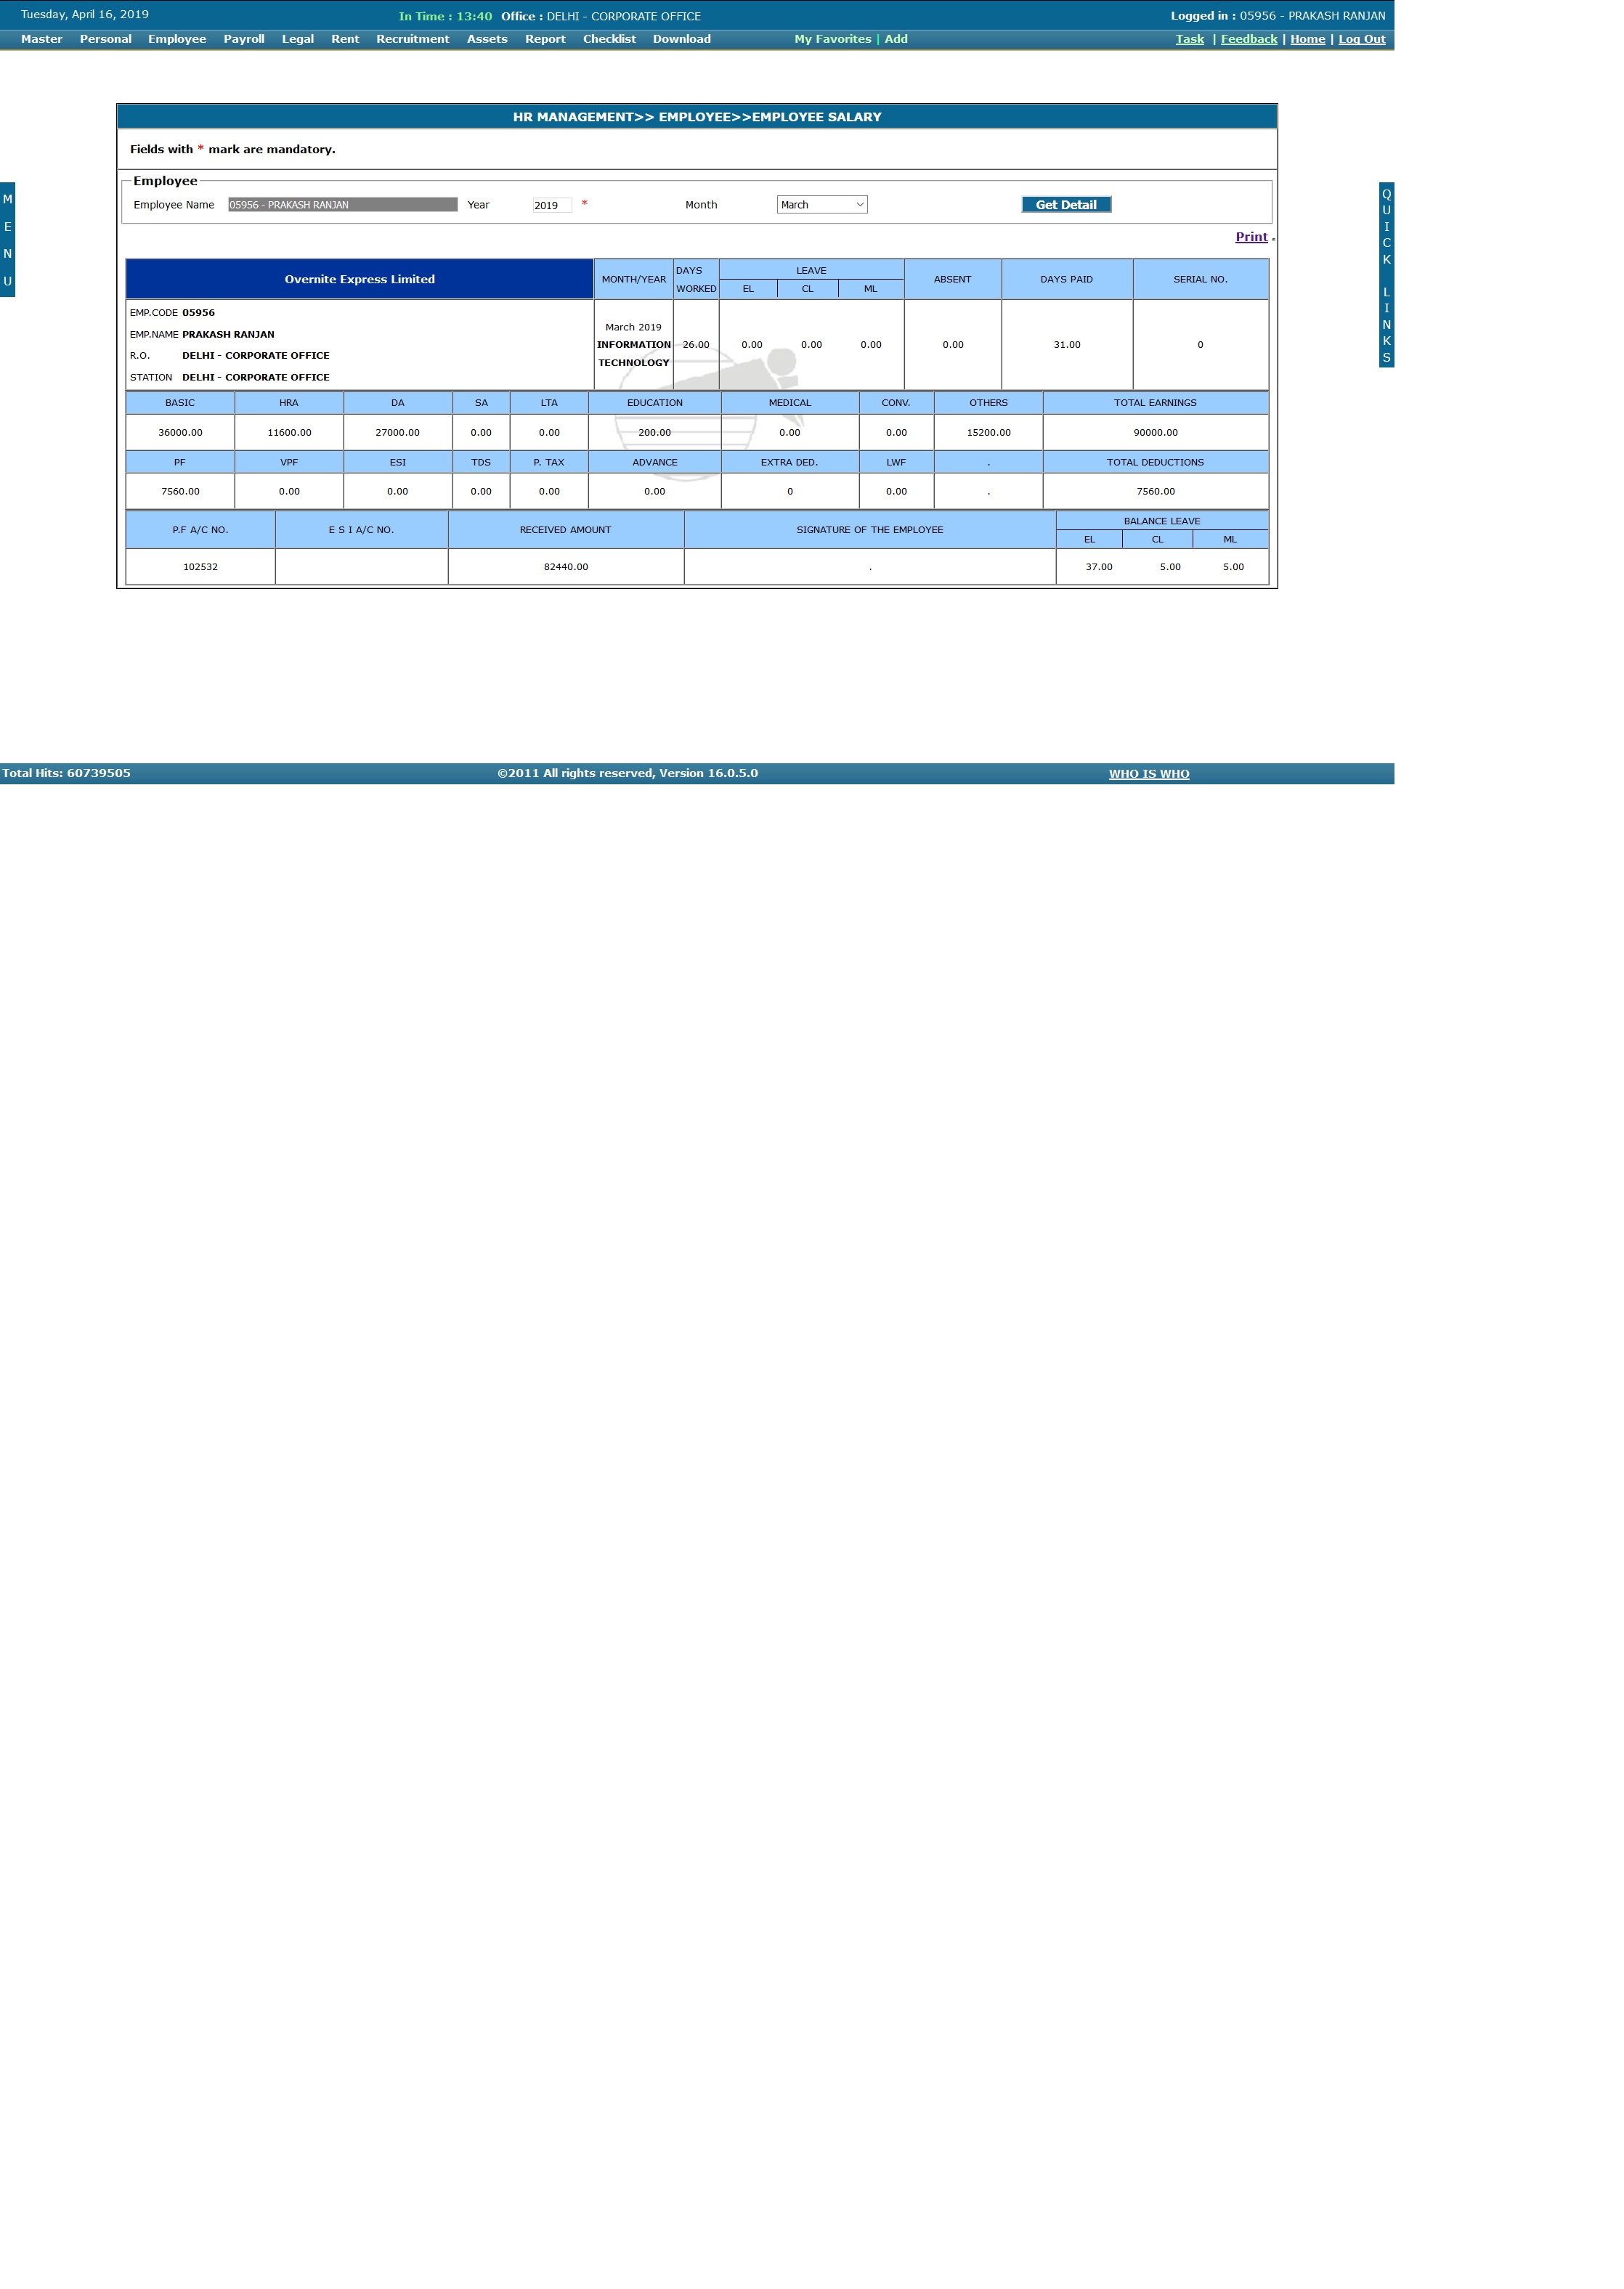 Tuesday, April 16, 2019 In Time : 13:40 Office : DELHI - CORPORATE OFFICE Logged in : 05956 - PRAKASH RANJAN
Master Personal Employee Payroll Legal Rent Recruitment Assets Report Checklist Download My Favorites | Add Task | Feedback | Home | Log Out
HR MANAGEMENT>> EMPLOYEE>>EMPLOYEE SALARY
Fields with * mark are mandatory.
MENU
QUICK LINKS
Employee
Employee Name 05956 - PRAKASH RANJAN Year 2019 * Month March Get Detail
Print .
Overnite Express Limited MONTH/YEAR DAYS WORKED LEAVE EL CL ML ABSENT DAYS PAID SERIAL NO.
EMP.CODE 05956
EMP.NAME PRAKASH RANJAN
R.O. DELHI - CORPORATE OFFICE
STATION DELHI - CORPORATE OFFICE
March 2019
INFORMATION
TECHNOLOGY
26.00 0.00 0.00 0.00 0.00 31.00 0
BASIC HRA DA SA LTA EDUCATION MEDICAL CONV. OTHERS TOTAL EARNINGS
36000.00 11600.00 27000.00 0.00 0.00 200.00 0.00 0.00 15200.00 90000.00
PF VPF ESI TDS P. TAX ADVANCE EXTRA DED. LWF . TOTAL DEDUCTIONS
7560.00 0.00 0.00 0.00 0.00 0.00 0 0.00 . 7560.00
P.F A/C NO. E S I A/C NO. RECEIVED AMOUNT SIGNATURE OF THE EMPLOYEE BALANCE LEAVE
EL CL ML
102532 82440.00 . 37.00 5.00 5.00
Total Hits: 60739505 ©2011 All rights reserved, Version 16.0.5.0 WHO IS WHO